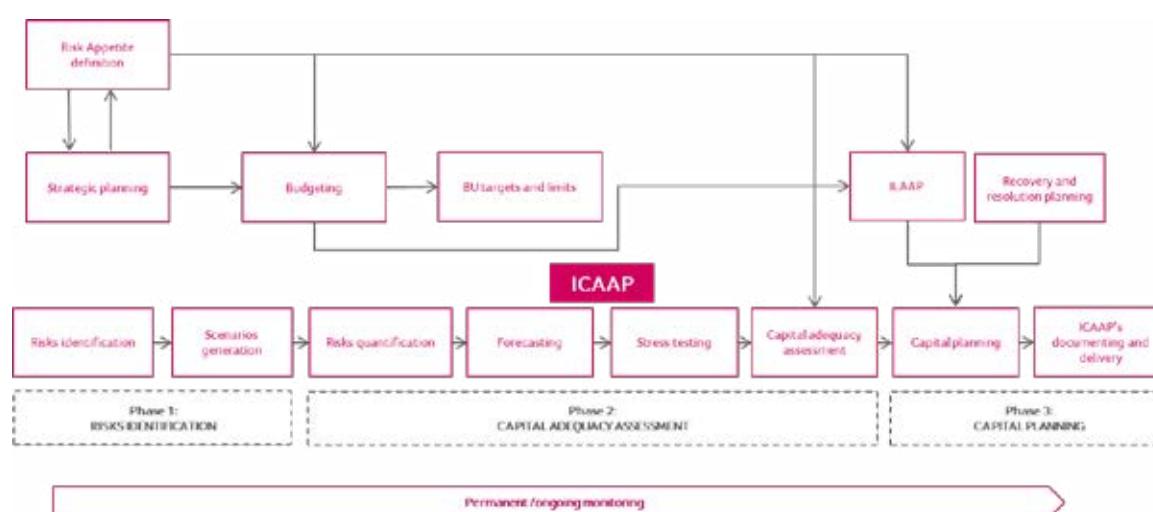 Risk Appetite
definition
Strategic planning
Budgeting
BU targets and limits
ILAAP
Recovery and
resolution planning
ICAAP
Risks identification
Scenarios
generation
Risks quantification
Forecasting
Stress testing
Capital adequacy
assessment
Capital planning
ICAAP's
documenting and
delivery
Phase 1:
RISKS IDENTIFICATION
Phase 2:
CAPITAL ADEQUACY ASSESSMENT
Phase 3:
CAPITAL PLANNING
Permanent /ongoing monitoring